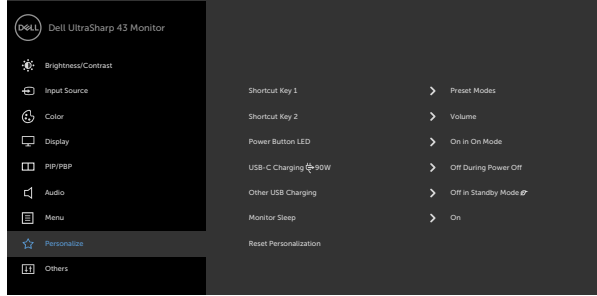 DELL Dell UltraSharp 43 Monitor
Brightness/Contrast
Input Source Shortcut Key 1 Preset Modes
Color Shortcut Key 2 Volume
Display Power Button LED On in On Mode
PIP/PBP USB-C Charging 90W Off During Power Off
Audio Other USB Charging Off in Standby Mode
Menu Monitor Sleep On
Personalize Reset Personalization
Others